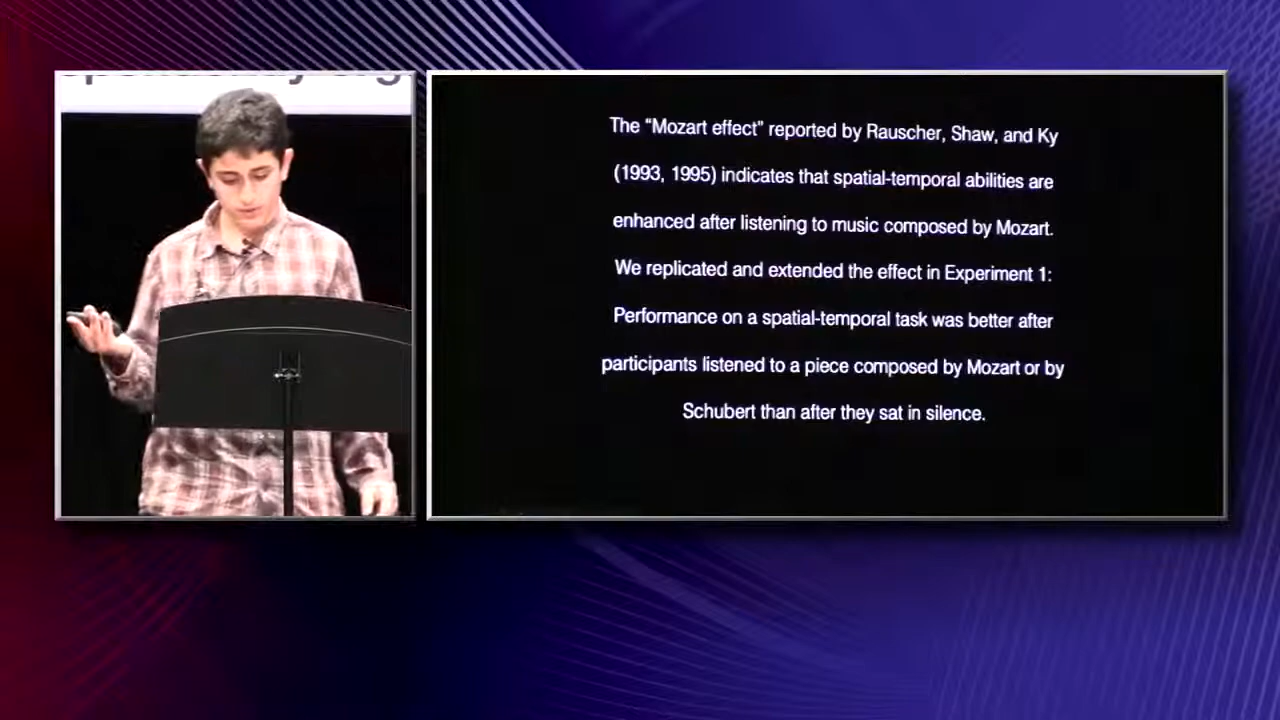 The “Mozart effect” reported by Rauscher, Shaw, and Ky
(1993, 1995) indicates that spatial-temporal abilities are
enhanced after listening to music composed by Mozart.
We replicated and extended the effect in Experiment 1:
Performance on a spatial-temporal task was better after
participants listened to a piece composed by Mozart or by
Schubert than after they sat in silence.